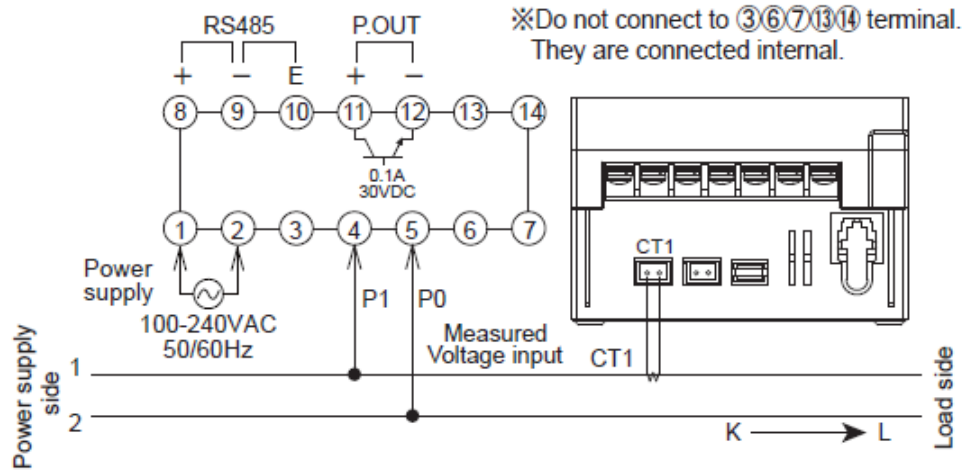 RS485 P.OUT
※Do not connect to ③⑥⑦⑬⑭ terminal.
They are connected internal.
+ − E + −
⑧ ⑨ ⑩ ⑪ ⑫ ⑬ ⑭
0.1A
30VDC
① ② ③ ④ ⑤ ⑥ ⑦
CT1
Power
supply
100-240VAC
50/60Hz
P1 P0
Measured
Voltage input
CT1
Power supply
side
1
2
K L
Load side